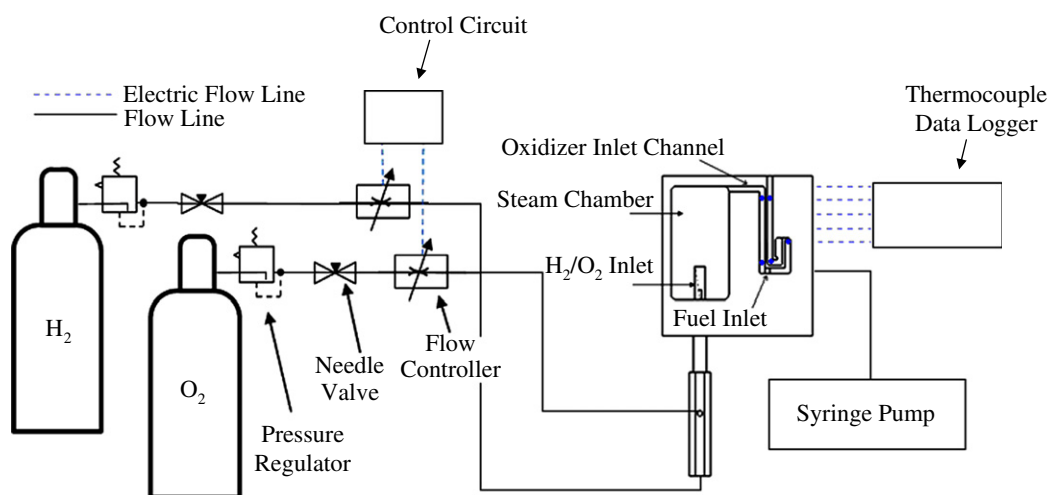 Control Circuit
Electric Flow Line
Flow Line
Thermocouple
Data Logger
Oxidizer Inlet Channel
Steam Chamber
H₂/O₂ Inlet
Fuel Inlet
H₂
O₂
Needle
Valve
Flow
Controller
Pressure
Regulator
Syringe Pump